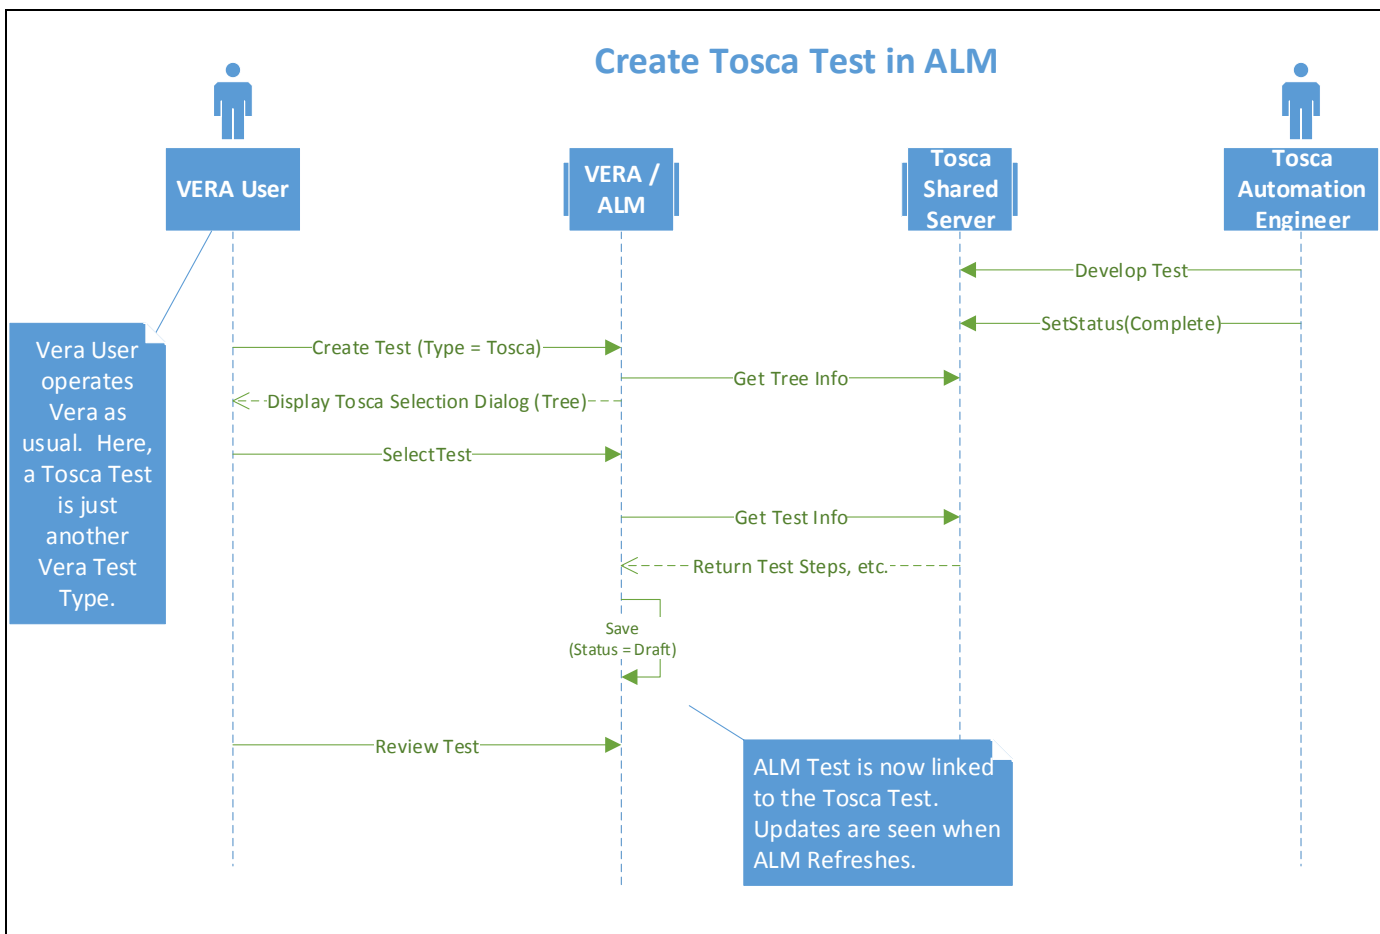 Create Tosca Test in ALM
VERA User
VERA /
ALM
Tosca
Shared
Server
Tosca
Automation
Engineer
Develop Test
SetStatus(Complete)
Vera User
operates
Vera as
usual.  Here,
a Tosca Test
is just
another
Vera Test
Type.
Create Test (Type = Tosca)
Get Tree Info
Display Tosca Selection Dialog (Tree)
SelectTest
Get Test Info
Return Test Steps, etc.
Save
(Status = Draft)
Review Test
ALM Test is now linked
to the Tosca Test.
Updates are seen when
ALM Refreshes.